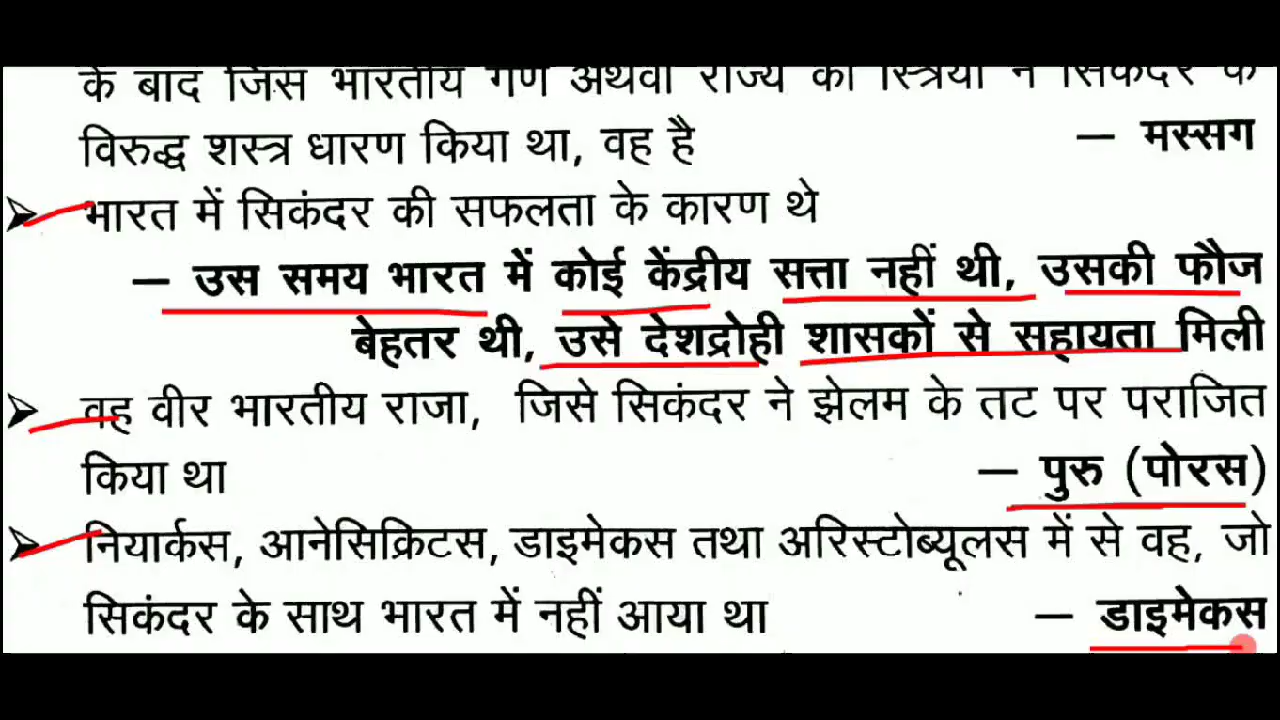 के बाद जिस भारतीय गण अथवा राज्य की स्त्रियों ने सिकंदर के
विरुद्ध शस्त्र धारण किया था, वह है — मस्सग
➢ भारत में सिकंदर की सफलता के कारण थे
— उस समय भारत में कोई केंद्रीय सत्ता नहीं थी, उसकी फौज
बेहतर थी, उसे देशद्रोही शासकों से सहायता मिली
➢ वह वीर भारतीय राजा, जिसे सिकंदर ने झेलम के तट पर पराजित
किया था — पुरु (पोरस)
➢ नियार्कस, आनेसिक्रिटस, डाइमेकस तथा अरिस्टोब्यूलस में से वह, जो
सिकंदर के साथ भारत में नहीं आया था — डाइमेकस